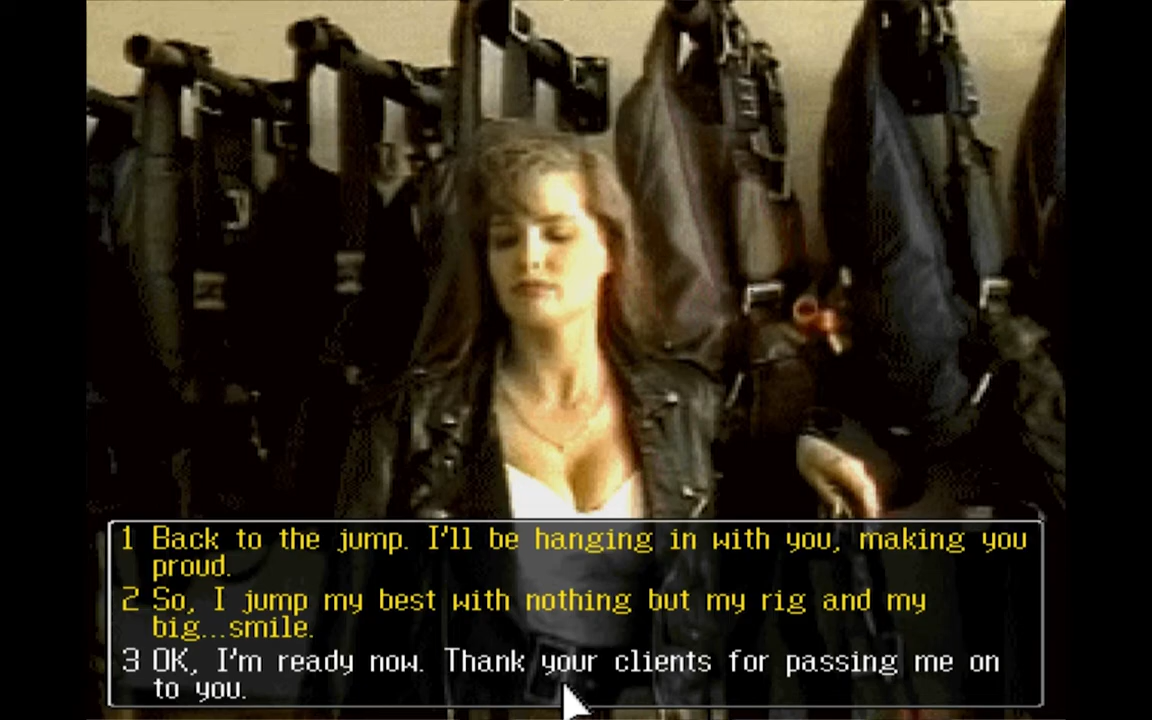 1 Back to the jump. I'll be hanging in with you, making you
proud.
2 So, I jump my best with nothing but my rig and my
big...smile.
3 OK, I'm ready now. Thank your clients for passing me on
to you.